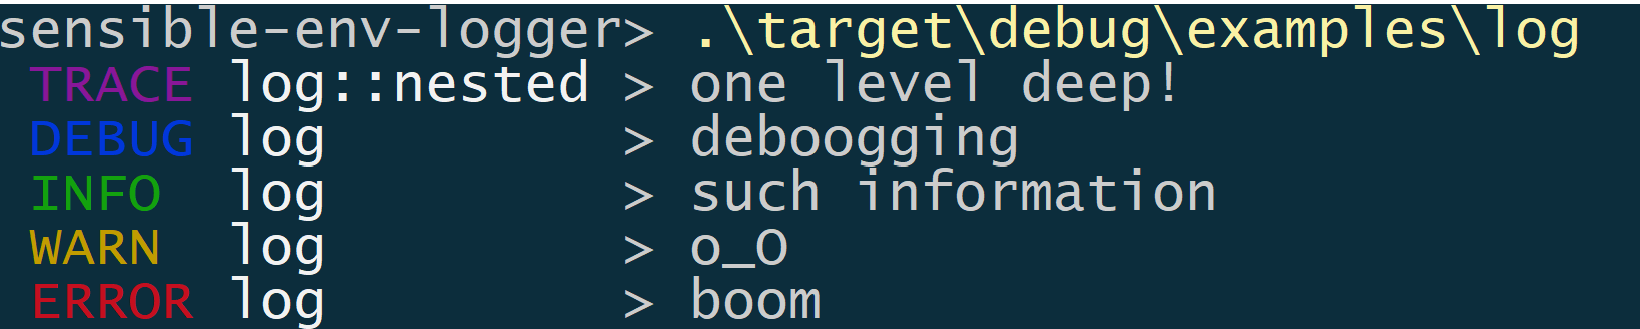 sensible-env-logger> .\target\debug\examples\log
TRACE log::nested > one level deep!
DEBUG log > deboogging
INFO log > such information
WARN log > o_O
ERROR log > boom